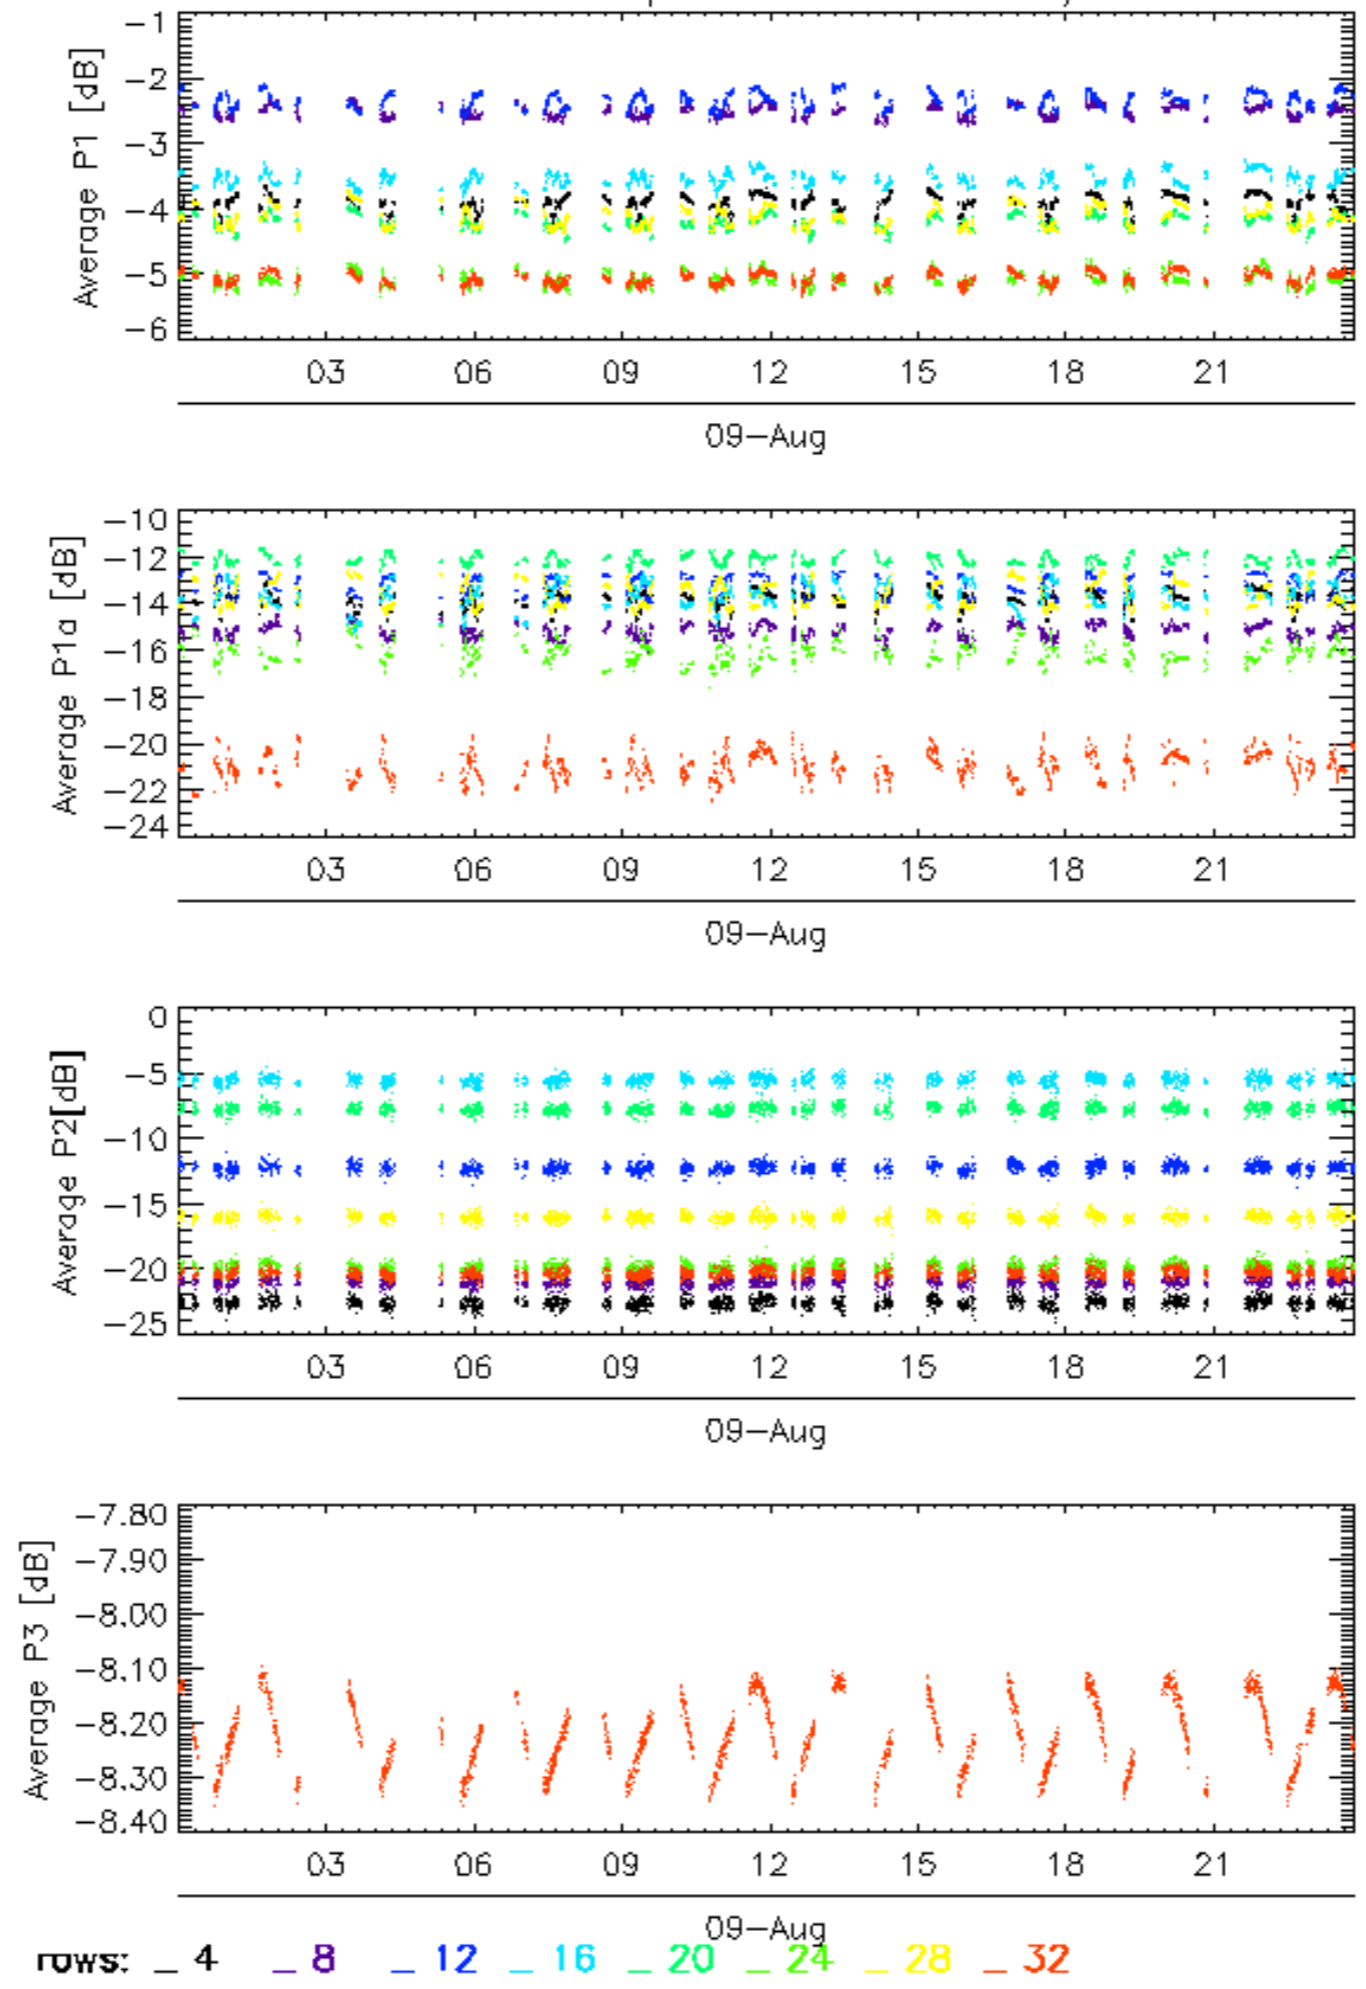 Average P1 [dB]
-1
-2
-3
-4
-5
-6
03 06 09 12 15 18 21
09-Aug
Average P1a [dB]
-10
-12
-14
-16
-18
-20
-22
-24
03 06 09 12 15 18 21
09-Aug
Average P2[dB]
0
-5
-10
-15
-20
-25
03 06 09 12 15 18 21
09-Aug
Average P3 [dB]
-7.80
-7.90
-8.00
-8.10
-8.20
-8.30
-8.40
03 06 09 12 15 18 21
09-Aug
rows: _ 4 _ 8 _ 12 _ 16 _ 20 _ 24 _ 28 _ 32